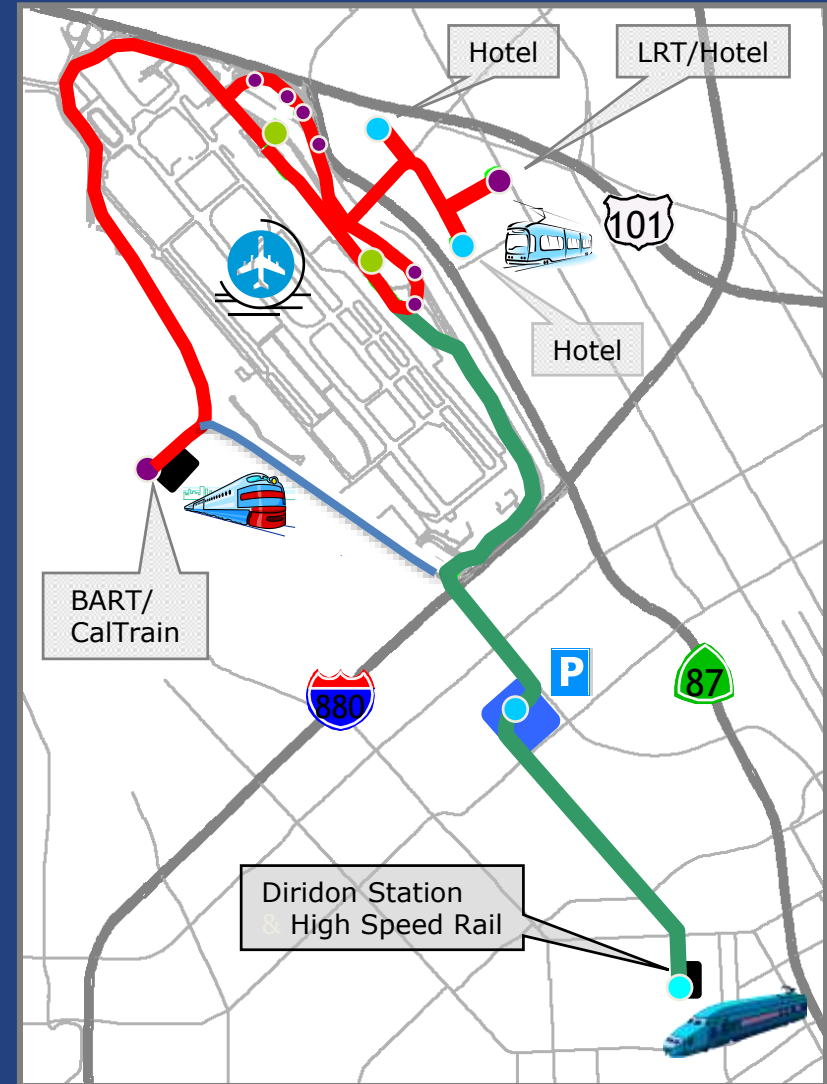 Hotel
LRT/Hotel
101
Hotel
BART/
CalTrain
P
87
880
Diridon Station
& High Speed Rail